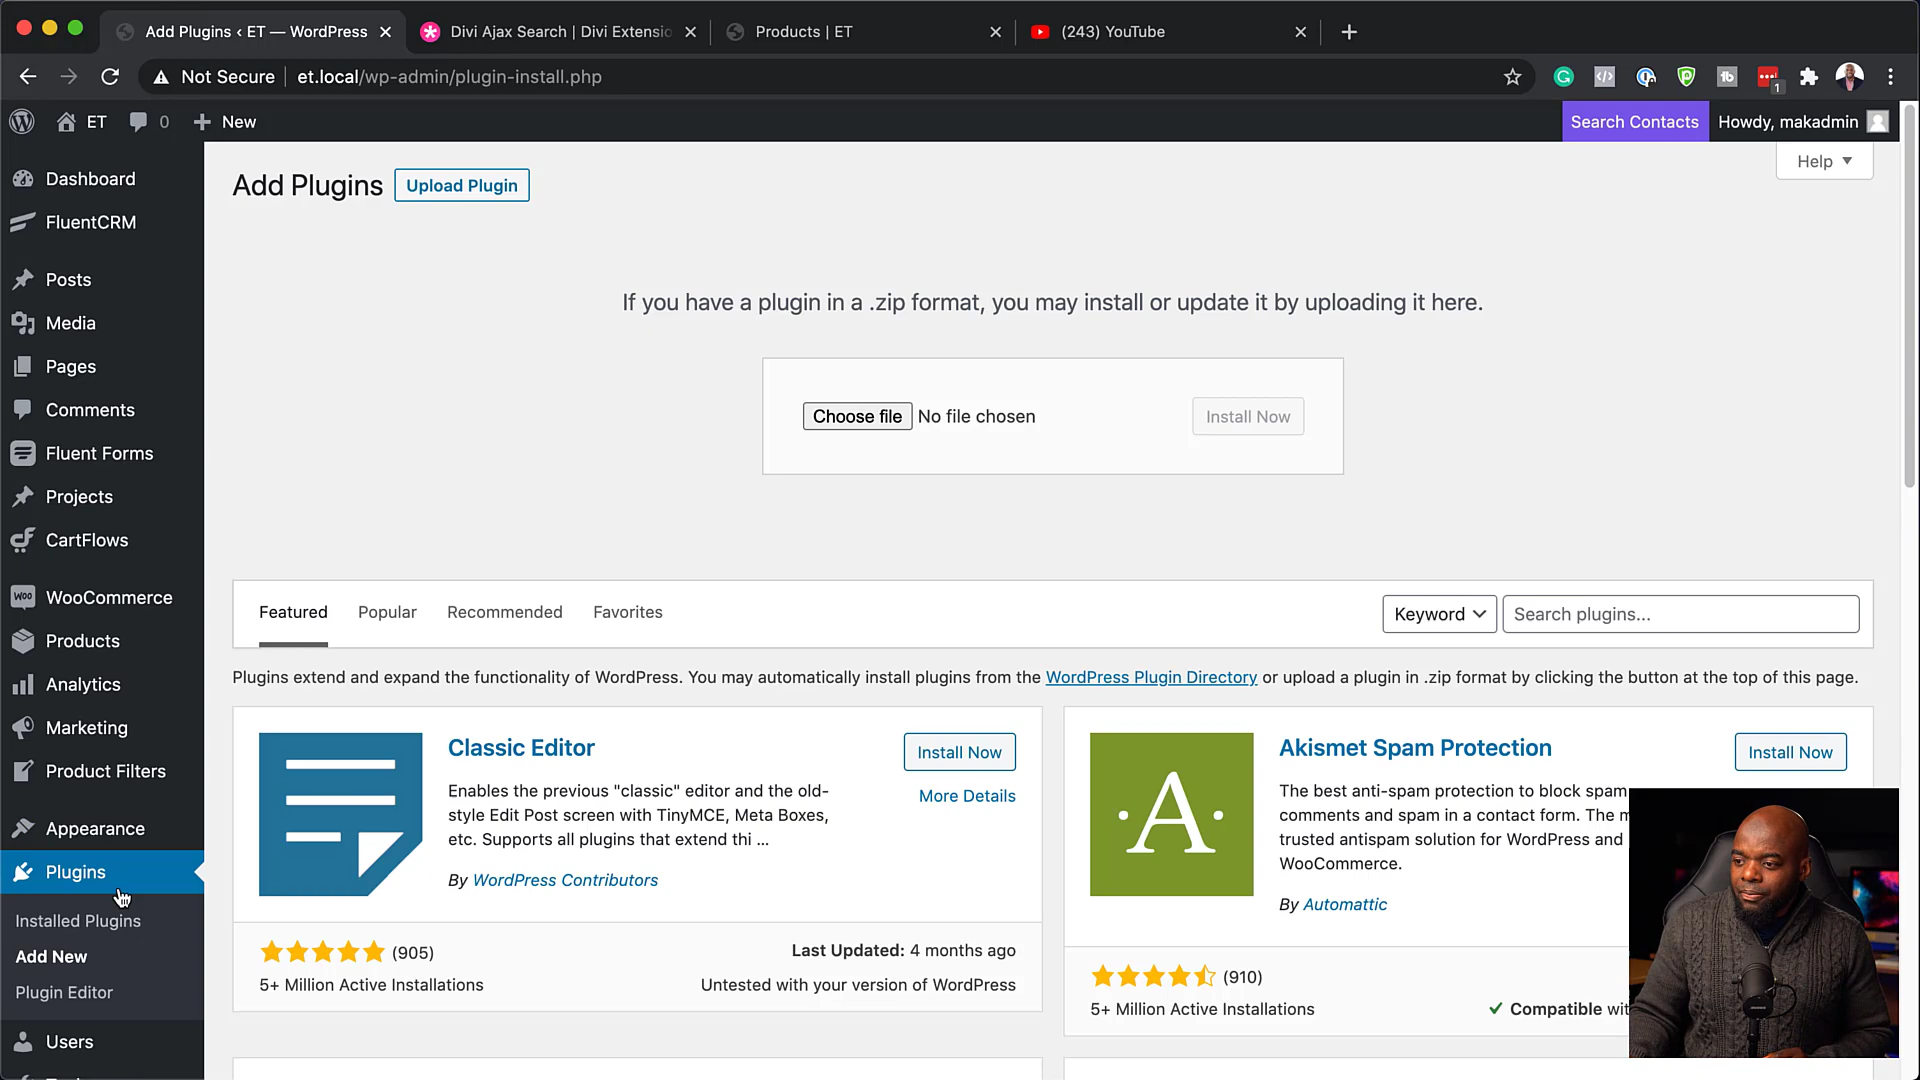 Add Plugins ‹ ET — WordPress
Divi Ajax Search | Divi Extensio
Products | ET
(243) YouTube
Not Secure
et.local/wp-admin/plugin-install.php
1
ET
0
New
Search Contacts
Howdy, makadmin
Dashboard
FluentCRM
Posts
Media
Pages
Comments
Fluent Forms
Projects
CartFlows
WooCommerce
Products
Analytics
Marketing
Product Filters
Appearance
Plugins
Installed Plugins
Add New
Plugin Editor
Users
Add Plugins
Upload Plugin
Help
If you have a plugin in a .zip format, you may install or update it by uploading it here.
Choose file No file chosen
Install Now
Featured
Popular
Recommended
Favorites
Keyword
Search plugins...
Plugins extend and expand the functionality of WordPress. You may automatically install plugins from the WordPress Plugin Directory or upload a plugin in .zip format by clicking the button at the top of this page.
Classic Editor
Install Now
More Details
Enables the previous "classic" editor and the old-
style Edit Post screen with TinyMCE, Meta Boxes,
etc. Supports all plugins that extend thi ...
By WordPress Contributors
(905)
Last Updated: 4 months ago
5+ Million Active Installations
Untested with your version of WordPress
A
Akismet Spam Protection
Install Now
The best anti-spam protection to block spam
comments and spam in a contact form. The m
trusted antispam solution for WordPress and
WooCommerce.
By Automattic
(910)
5+ Million Active Installations
Compatible wit